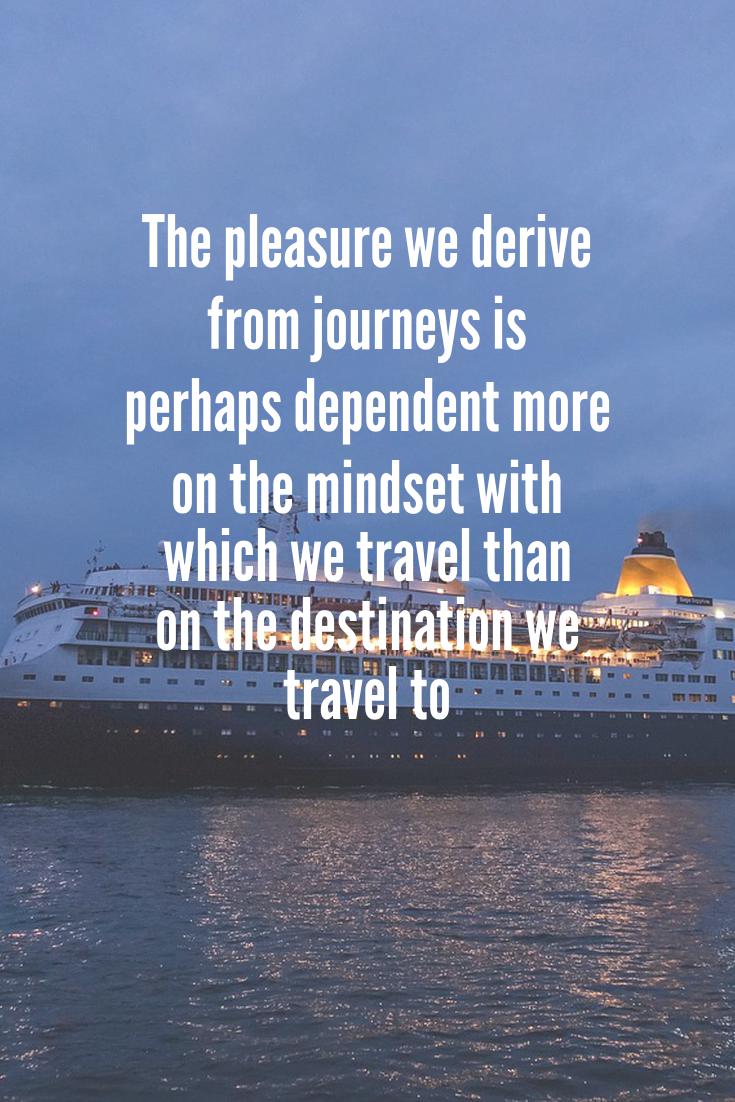 The pleasure we derive
from journeys is
perhaps dependent more
on the mindset with
which we travel than
on the destination we
travel to